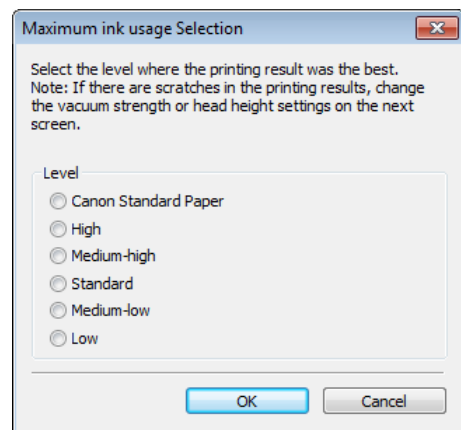 Maximum ink usage Selection
Select the level where the printing result was the best.
Note: If there are scratches in the printing results, change
the vacuum strength or head height settings on the next
screen.
Level
Canon Standard Paper
High
Medium-high
Standard
Medium-low
Low
OK
Cancel